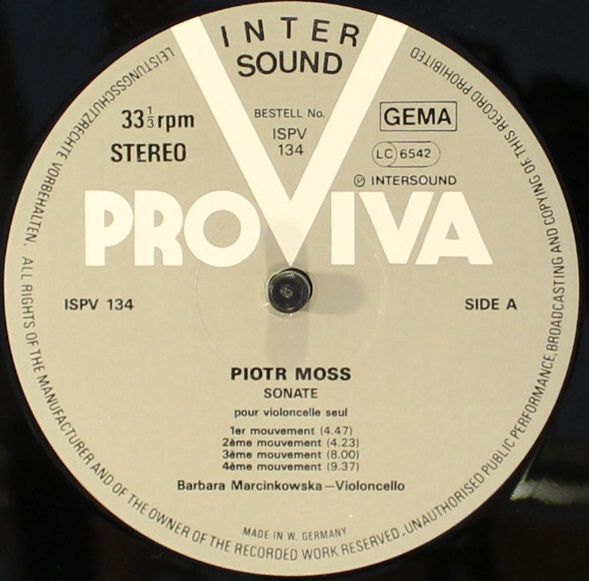 INTER
SOUND
BESTELL No.
ISPV
134
33⅓rpm
STEREO
GEMA
LC 6542
℗ INTERSOUND
PROVIVA
ISPV 134
SIDE A
PIOTR MOSS
SONATE
pour violoncelle seul
1er mouvement (4.47)
2ème mouvement (4.23)
3ème mouvement (8.00)
4ème mouvement (9.37)
Barbara Marcinkowska—Violoncello
MADE IN W. GERMANY
LEISTUNGSSCHUTZRECHTE VORBEHALTEN. ALL RIGHTS OF THE MANUFACTURER AND OF THE OWNER OF THE RECORDED WORK RESERVED. UNAUTHORISED PUBLIC PERFORMANCE, BROADCASTING AND COPYING OF THIS RECORD PROHIBITED